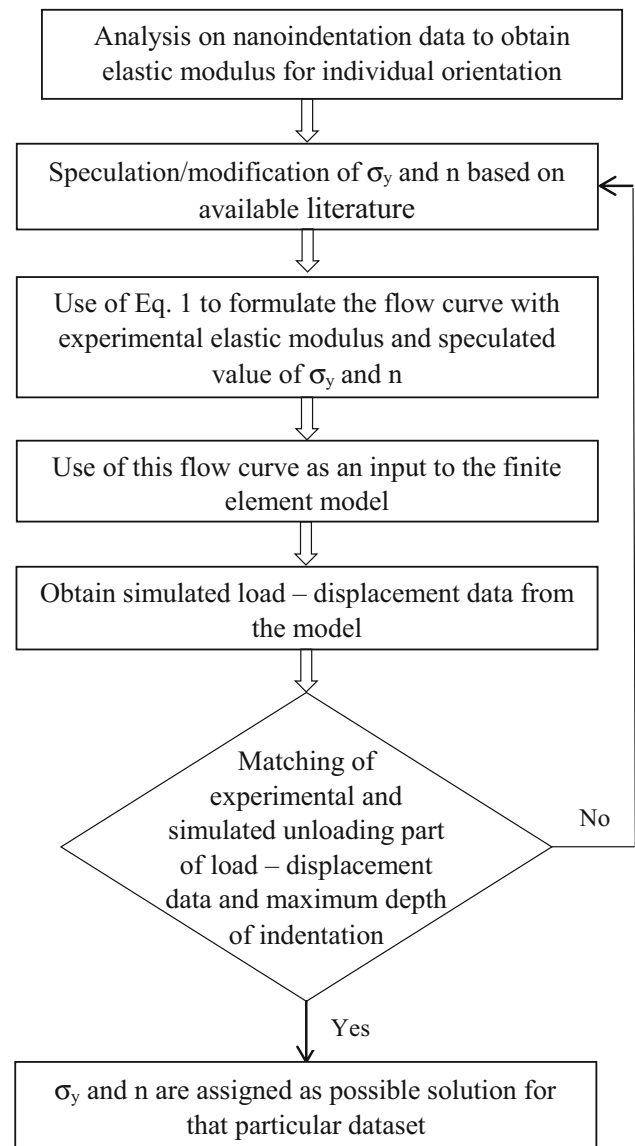 Analysis on nanoindentation data to obtain
elastic modulus for individual orientation
Speculation/modification of σy and n based on
available literature
Use of Eq. 1 to formulate the flow curve with
experimental elastic modulus and speculated
value of σy and n
Use of this flow curve as an input to the finite
element model
Obtain simulated load – displacement data from
the model
Matching of
experimental and
simulated unloading part
of load – displacement
data and maximum depth
of indentation
No
Yes
σy and n are assigned as possible solution for
that particular dataset